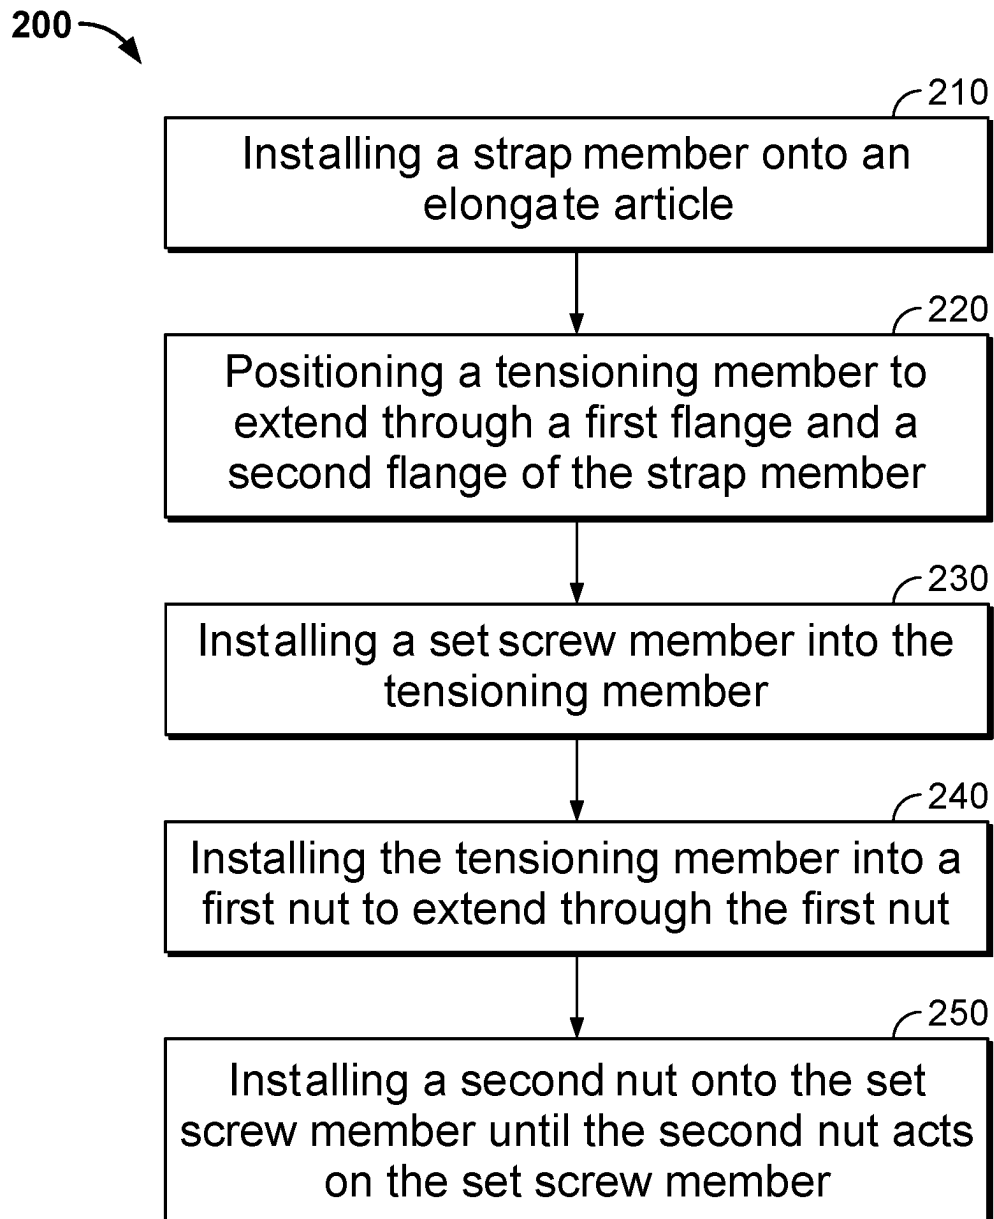 200
210
Installing a strap member onto an
elongate article
220
Positioning a tensioning member to
extend through a first flange and a
second flange of the strap member
230
Installing a set screw member into the
tensioning member
240
Installing the tensioning member into a
first nut to extend through the first nut
250
Installing a second nut onto the set
screw member until the second nut acts
on the set screw member